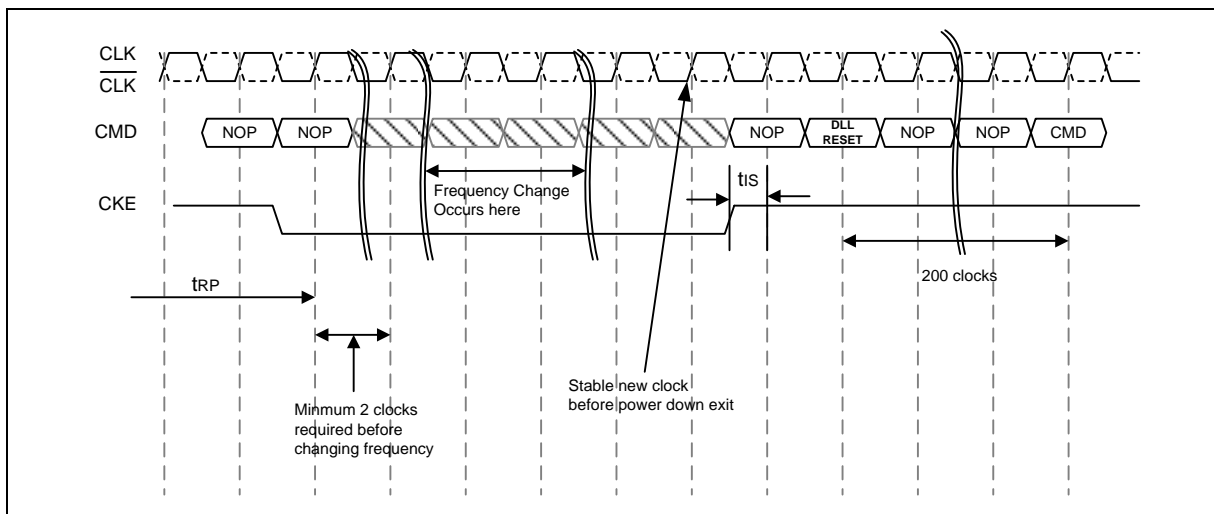 CLK
CLK
CMD
NOP
NOP
NOP
DLL
RESET
NOP
NOP
CMD
tIS
Frequency Change
Occurs here
CKE
200 clocks
tRP
Stable new clock
before power down exit
Minmum 2 clocks
required before
changing frequency